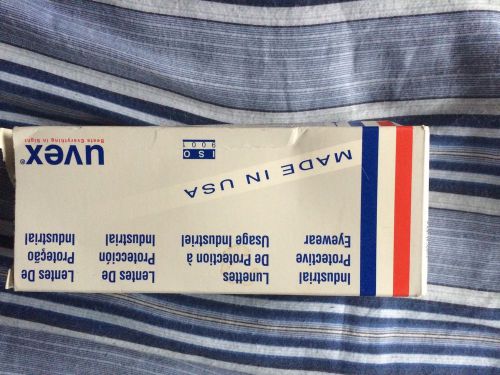 Industrial
Protective
Eyewear
Lunettes
De Protection à
Usage Industriel
Lentes De
Protección
Industrial
Lentes De
Proteção
Industrial
MADE IN USA
ISO
9001
uvex®
Beats Everything in Sight